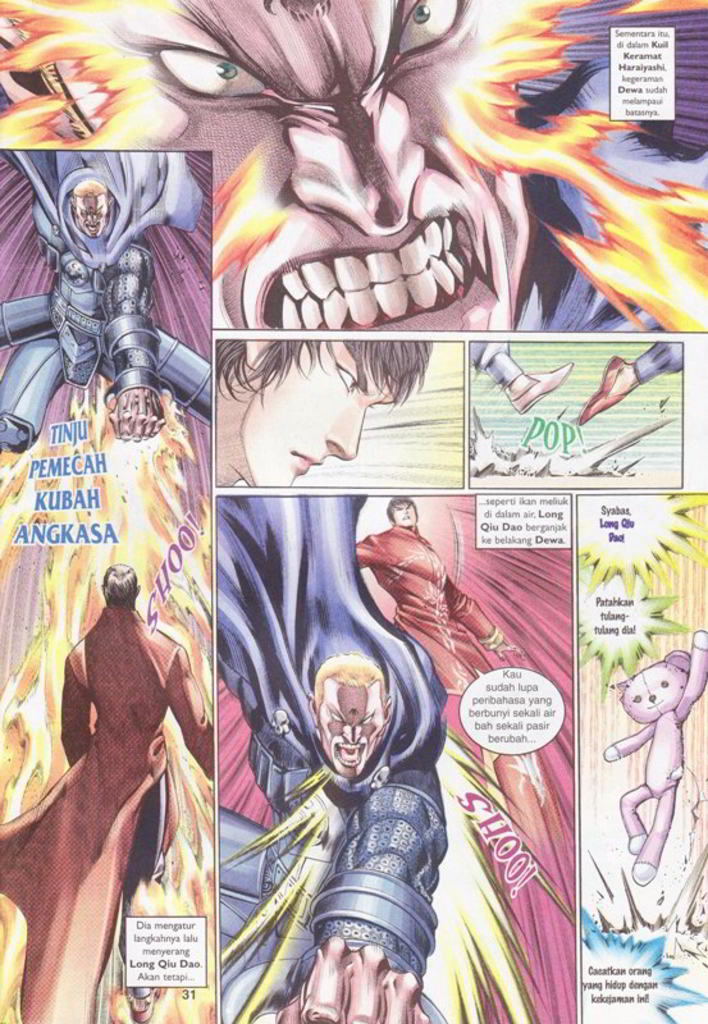 Sementara itu,
di dalam Kuil
Keramat
Haraiyashi,
kegeraman
Dewa sudah
melampaui
batasnya.
TINJU
PEMECAH
KUBAH
ANGKASA
SHOO!
Dia mengatur
langkahnya lalu
menyerang
Long Qiu Dao.
Akan tetapi...
31
POP!
...seperti ikan meliuk
di dalam air, Long
Qiu Dao berganjak
ke belakang Dewa.
Kau
sudah lupa
peribahasa yang
berbunyi sekali air
bah sekali pasir
berubah...
SHOO!
Syabas,
Long Qiu
Dao!
Patahkan
tulang-
tulang dia!
Cacatkan orang
yang hidup dengan
kekejaman ini!!